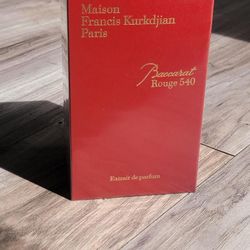 Maison
Francis Kurkdjian
Paris
Baccarat
Rouge 540
Extrait de parfum